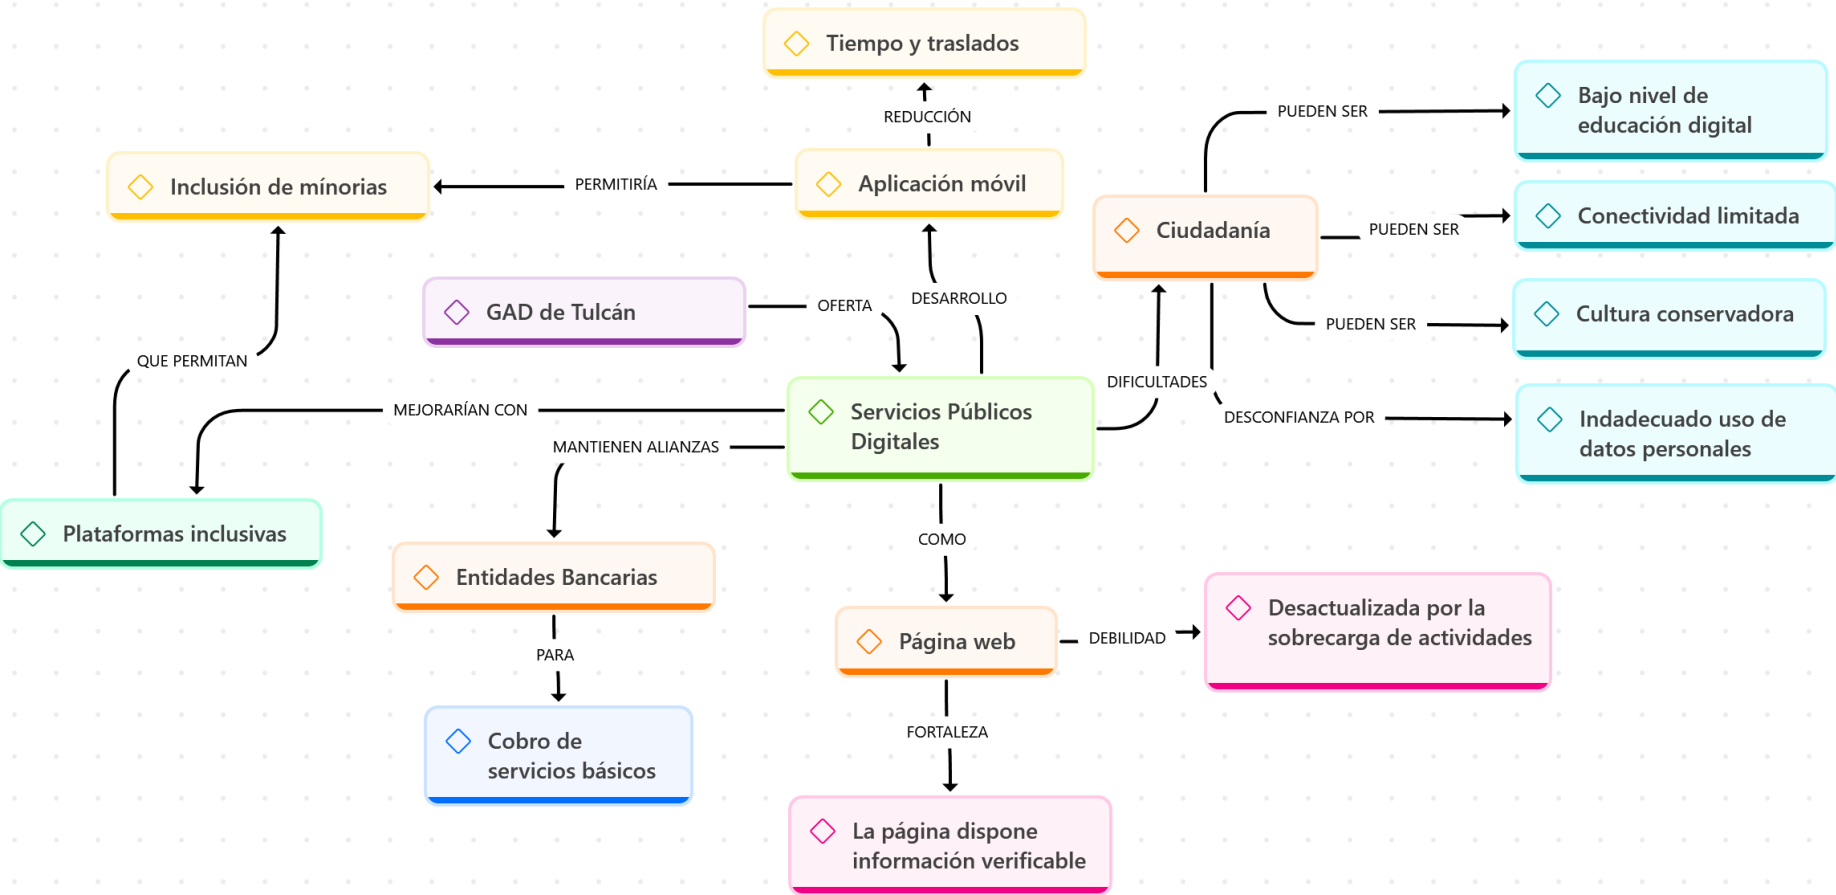 Tiempo y traslados
REDUCCIÓN
Inclusión de mínorias
PERMITIRÍA
Aplicación móvil
PUEDEN SER
Bajo nivel de
educación digital
Ciudadanía
PUEDEN SER
Conectividad limitada
GAD de Tulcán
OFERTA
DESARROLLO
PUEDEN SER
Cultura conservadora
QUE PERMITAN
MEJORARÍAN CON
MANTIENEN ALIANZAS
Servicios Públicos
Digitales
DIFICULTADES
DESCONFIANZA POR
Indadecuado uso de
datos personales
Plataformas inclusivas
COMO
Entidades Bancarias
PARA
Cobro de
servicios básicos
Página web
DEBILIDAD
Desactualizada por la
sobrecarga de actividades
FORTALEZA
La página dispone
información verificable